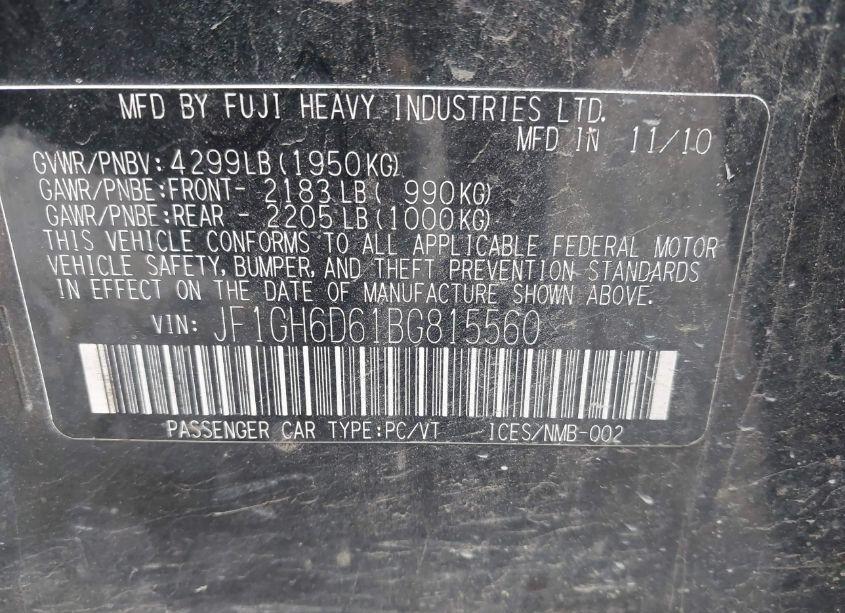 MFD BY FUJI HEAVY INDUSTRIES LTD.
MFD IN 11/10
GVWR/PNBV: 4299LB(1950KG)
GAWR/PNBE:FRONT- 2183LB( 990KG)
GAWR/PNBE:REAR - 2205LB(1000KG)
THIS VEHICLE CONFORMS TO ALL APPLICABLE FEDERAL MOTOR
VEHICLE SAFETY, BUMPER, AND THEFT PREVENTION STANDARDS
IN EFFECT ON THE DATE OF MANUFACTURE SHOWN ABOVE.
VIN: JF1GH6D61BG815560
PASSENGER CAR TYPE:PC/VT ICES/NMB-002